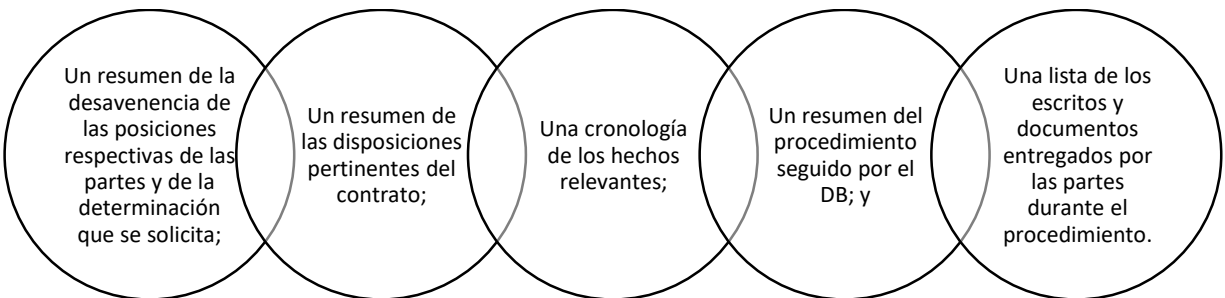 Un resumen de la
desavenencia de
las posiciones
respectivas de las
partes y de la
determinación
que se solicita;
Un resumen de
las disposiciones
pertinentes del
contrato;
Una cronología
de los hechos
relevantes;
Un resumen del
procedimiento
seguido por el
DB; y
Una lista de los
escritos y
documentos
entregados por
las partes
durante el
procedimiento.